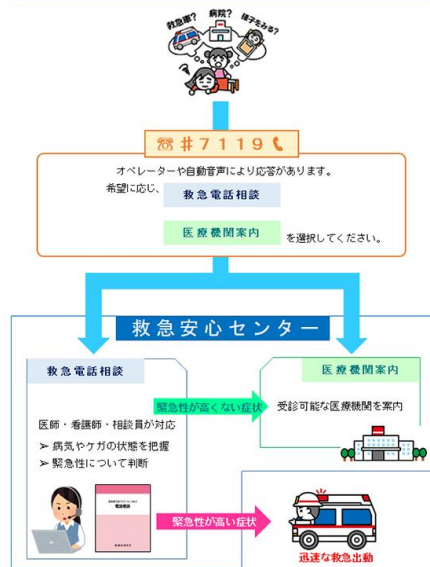 救急車?
病院?
様子をみる?
☎#7119📞
オペレーターや自動音声により応答があります。
希望に応じ、
救急電話相談
医療機関案内
を選択してください。
救急安心センター
救急電話相談
医師・看護師・相談員が対応
➢ 病気やケガの状態を把握
➢ 緊急性について判断
緊急性が高くない症状
医療機関案内
受診可能な医療機関を案内
電話相談
緊急性が高い症状
迅速な救急出動